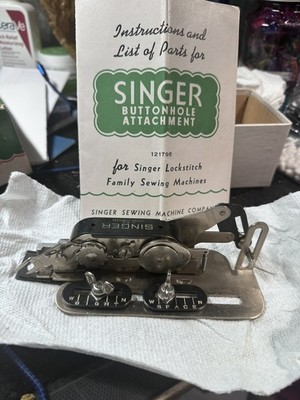 Instructions and
List of Parts for
SINGER
BUTTONHOLE
ATTACHMENT
121795
for Singer Lockstitch
Family Sewing Machines
SINGER SEWING MACHINE COMPANY
SINGER
W N
W N
SPACE